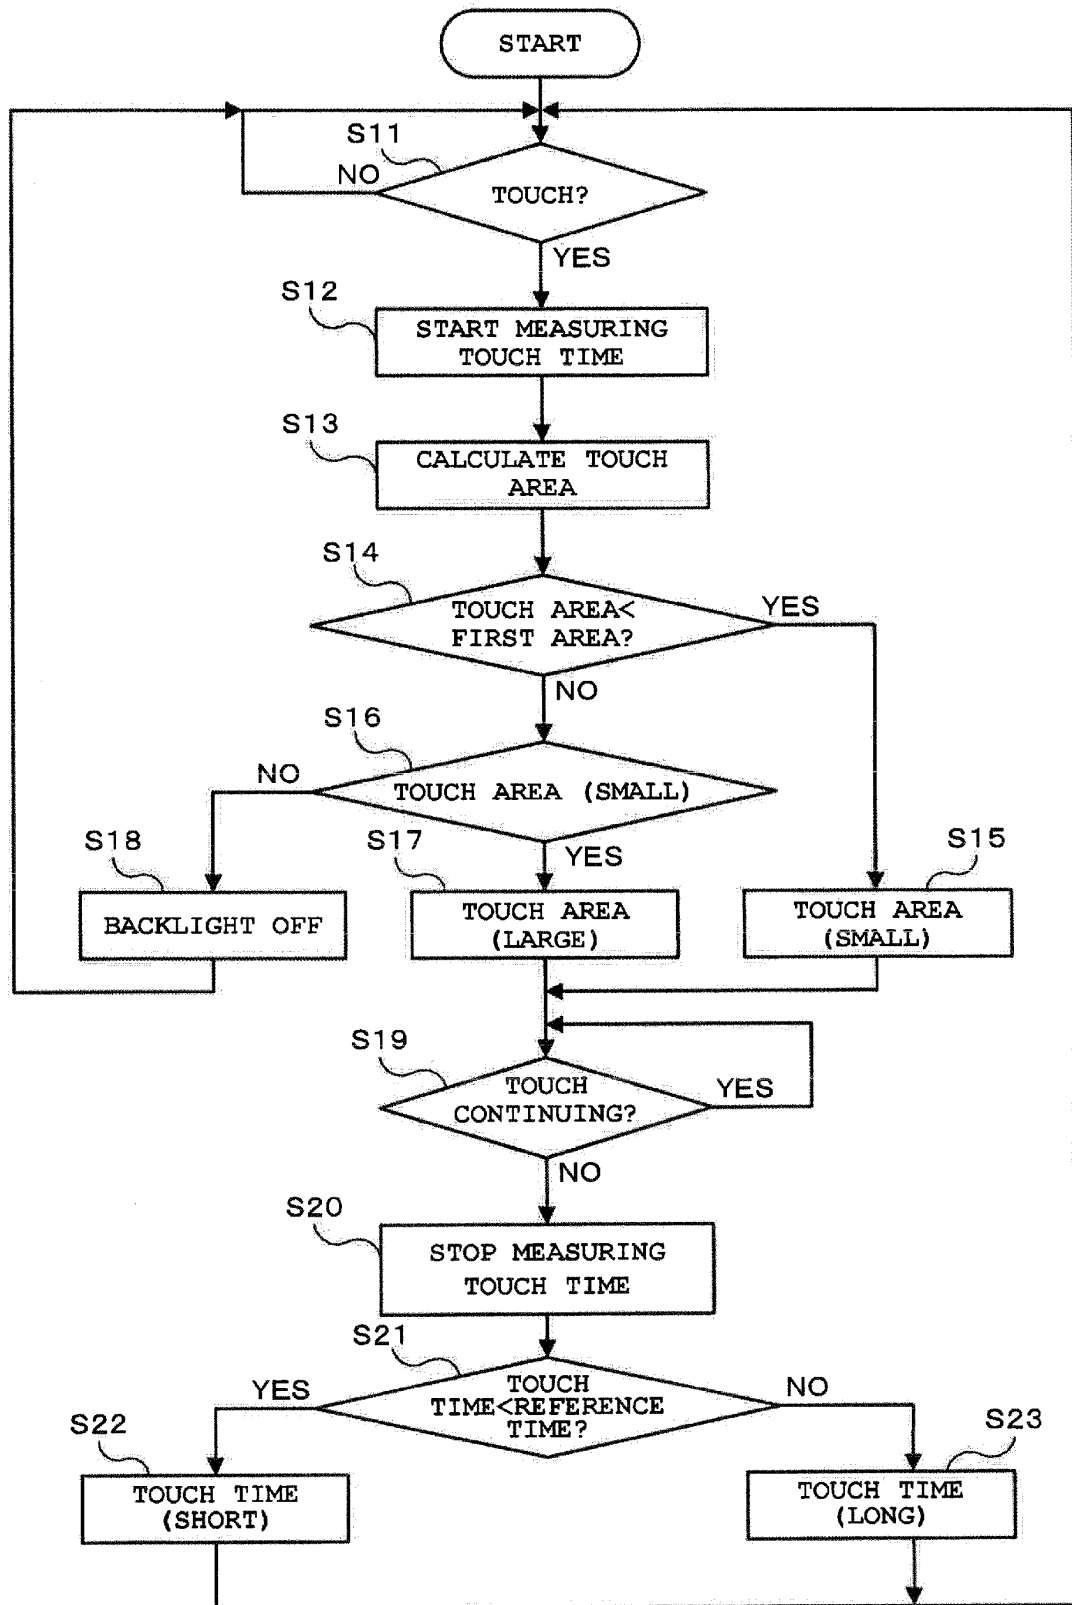 START
S11
NO
TOUCH?
YES
S12
START MEASURING
TOUCH TIME
S13
CALCULATE TOUCH
AREA
S14
TOUCH AREA<
FIRST AREA?
YES
NO
S16
NO
TOUCH AREA (SMALL)
YES
S18
BACKLIGHT OFF
S17
TOUCH AREA
(LARGE)
S15
TOUCH AREA
(SMALL)
S19
TOUCH
CONTINUING?
YES
NO
S20
STOP MEASURING
TOUCH TIME
S21
YES
TOUCH
TIME<REFERENCE
TIME?
NO
S22
TOUCH TIME
(SHORT)
S23
TOUCH TIME
(LONG)